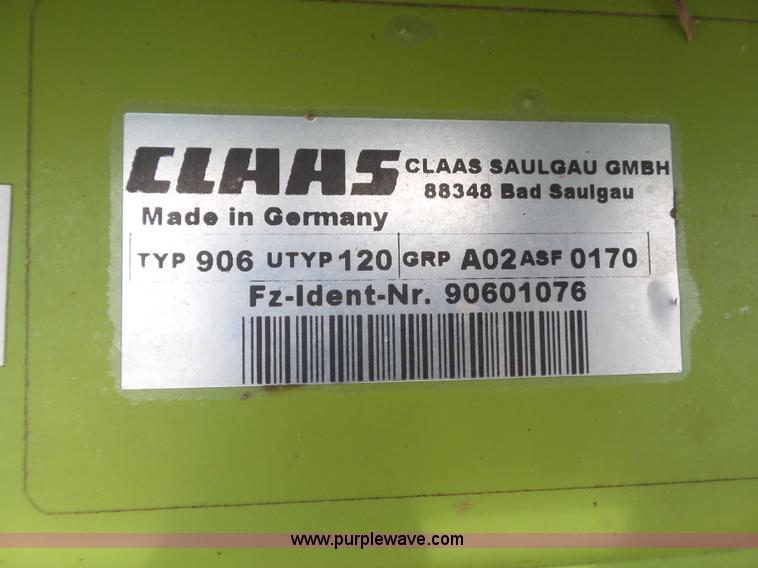 CLAAS CLAAS SAULGAU GMBH
88348 Bad Saulgau
Made in Germany
TYP 906 UTYP 120 GRP A02 ASF 0170
Fz-Ident-Nr. 90601076
www.purplewave.com